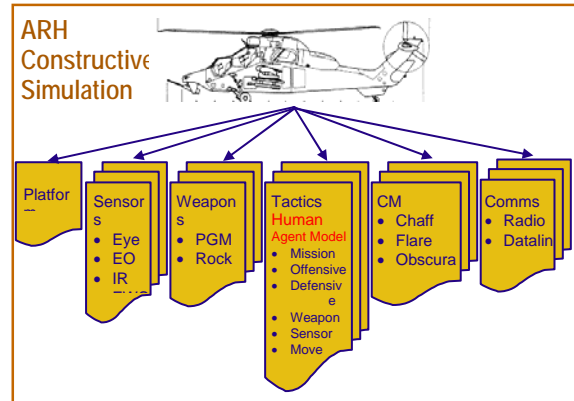 ARH
Constructive
Simulation
Platfor
m
Sensor
s
• Eye
• EO
• IR
Weapon
s
• PGM
• Rock
Tactics
Human
Agent Model
• Mission
• Offensive
• Defensiv
e
• Weapon
• Sensor
• Move
CM
• Chaff
• Flare
• Obscura
Comms
• Radio
• Datalin